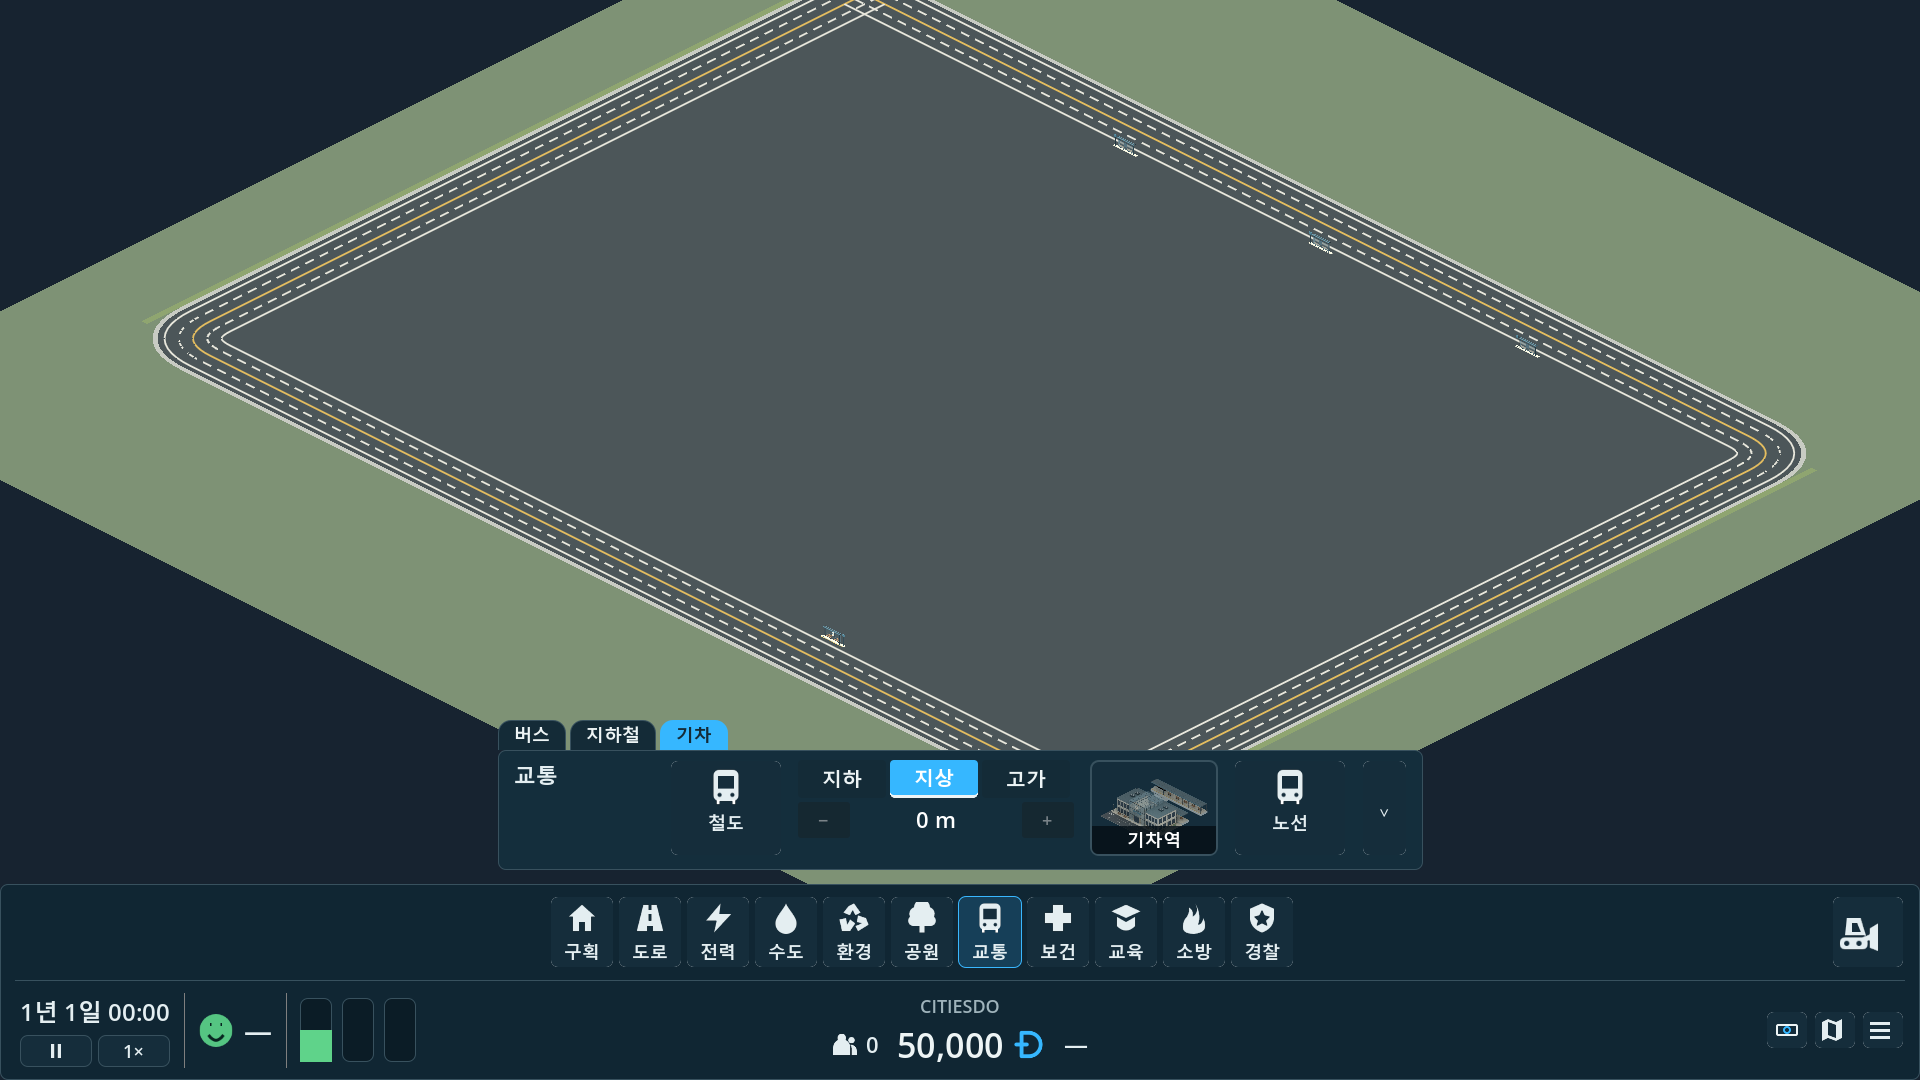 버스 지하철 기차
교통
철도
지하 지상 고가
− 0 m +
기차역
노선
구획 도로 전력 수도 환경 공원 교통 보건 교육 소방 경찰
1년 1일 00:00
1×
—
CITIESDO
0 50,000 —